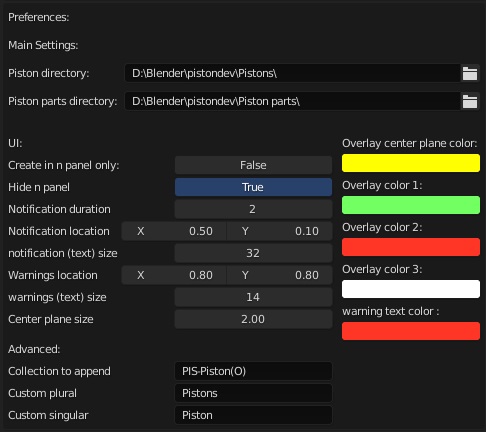 Preferences:
Main Settings:
Piston directory: D:\Blender\pistondev\Pistons\
Piston parts directory: D:\Blender\pistondev\Piston parts\
UI:
Create in n panel only: False
Hide n panel True
Notification duration 2
Notification location X 0.50 Y 0.10
notification (text) size 32
Warnings location X 0.80 Y 0.80
warnings (text) size 14
Center plane size 2.00
Overlay center plane color:
Overlay color 1:
Overlay color 2:
Overlay color 3:
warning text color :
Advanced:
Collection to append PIS-Piston(O)
Custom plural Pistons
Custom singular Piston